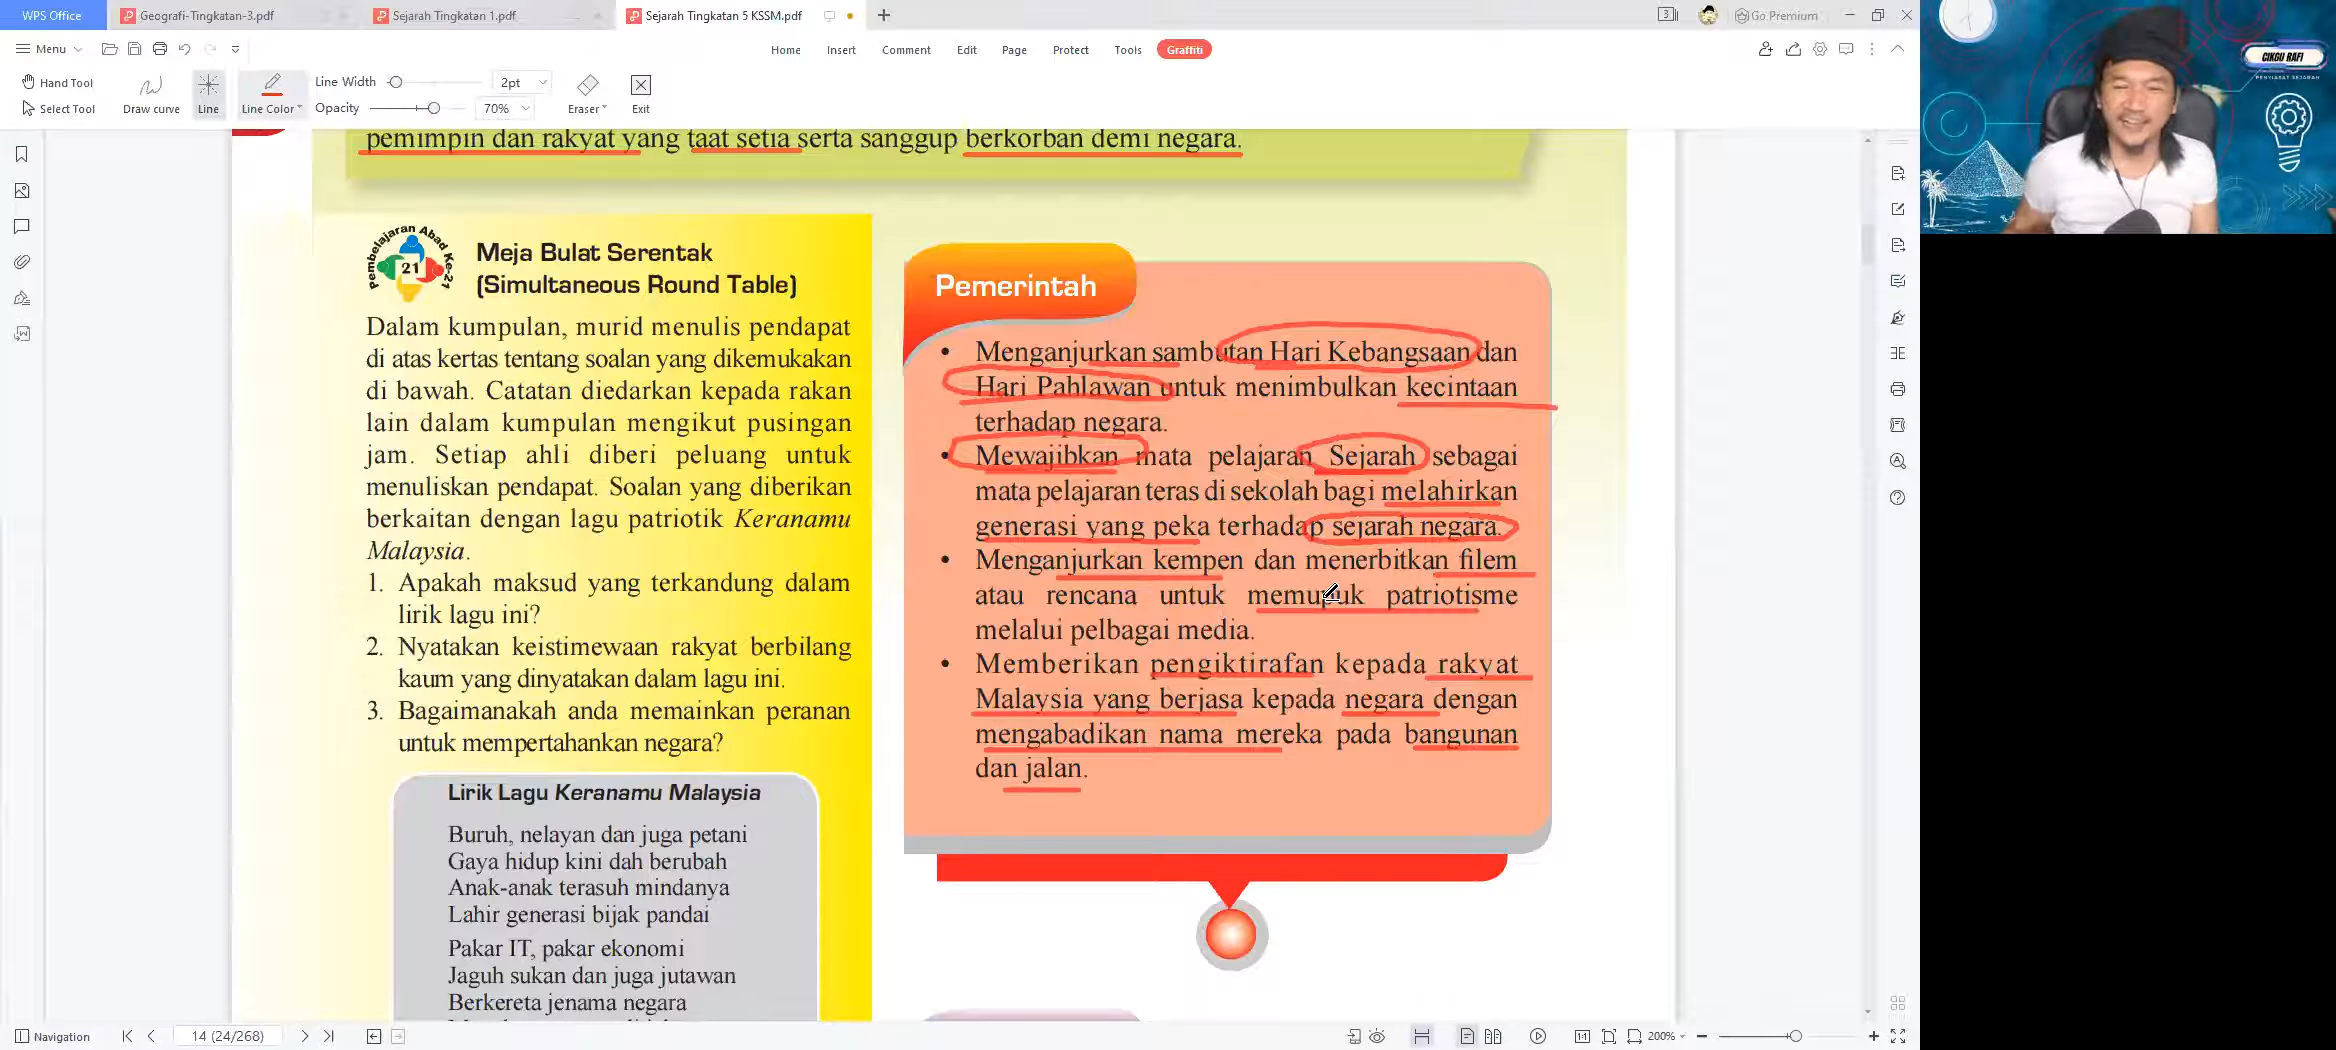 WPS Office
Geografi-Tingkatan-3.pdf
Sejarah Tingkatan 1.pdf
Sejarah Tingkatan 5 KSSM.pdf
Go Premium
Menu
Home Insert Comment Edit Page Protect Tools Graffiti
Hand Tool
Select Tool
Draw curve
Line
Line Color
Line Width 2pt
Opacity 70%
Eraser
Exit
CIKGU RAFI
PENYIASAT SEJARAH
pemimpin dan rakyat yang taat setia serta sanggup berkorban demi negara.
Pembelajaran Abad Ke-21
21
Meja Bulat Serentak
(Simultaneous Round Table)
Dalam kumpulan, murid menulis pendapat
di atas kertas tentang soalan yang dikemukakan
di bawah. Catatan diedarkan kepada rakan
lain dalam kumpulan mengikut pusingan
jam. Setiap ahli diberi peluang untuk
menuliskan pendapat. Soalan yang diberikan
berkaitan dengan lagu patriotik Keranamu
Malaysia.
1. Apakah maksud yang terkandung dalam
lirik lagu ini?
2. Nyatakan keistimewaan rakyat berbilang
kaum yang dinyatakan dalam lagu ini.
3. Bagaimanakah anda memainkan peranan
untuk mempertahankan negara?
Lirik Lagu Keranamu Malaysia
Buruh, nelayan dan juga petani
Gaya hidup kini dah berubah
Anak-anak terasuh mindanya
Lahir generasi bijak pandai
Pakar IT, pakar ekonomi
Jaguh sukan dan juga jutawan
Berkereta jenama negara
Pemerintah
• Menganjurkan sambutan Hari Kebangsaan dan
Hari Pahlawan untuk menimbulkan kecintaan
terhadap negara.
• Mewajibkan mata pelajaran Sejarah sebagai
mata pelajaran teras di sekolah bagi melahirkan
generasi yang peka terhadap sejarah negara.
• Menganjurkan kempen dan menerbitkan filem
atau rencana untuk memupuk patriotisme
melalui pelbagai media.
• Memberikan pengiktirafan kepada rakyat
Malaysia yang berjasa kepada negara dengan
mengabadikan nama mereka pada bangunan
dan jalan.
Navigation
14 (24/268)
200%